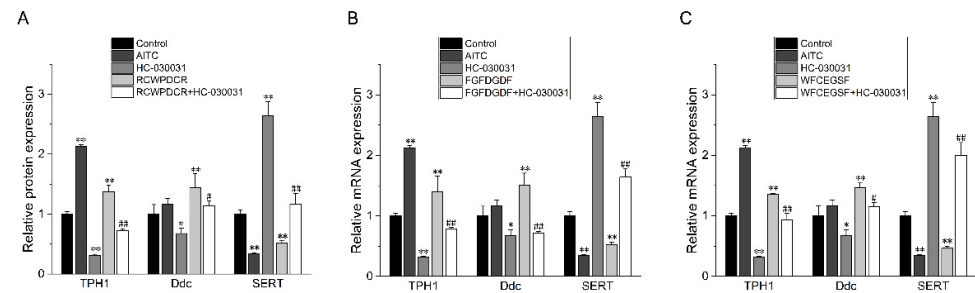 A
Control
AITC
HC-030031
RCWPDCR
RCWPDCR+HC-030031
Relative protein expression
3
2
1
0
**
**
**
##
*
**
#
**
**
**
##
TPH1 Ddc SERT
B
Control
AITC
HC-030031
FGFDGDF
FGFDGDF+HC-030031
Relative mRNA expression
3
2
1
0
**
**
**
##
*
**
##
**
**
**
##
TPH1 Ddc SERT
C
Control
AITC
HC-030031
WFCEGSF
WFCEGSF+HC-030031
Relative mRNA expression
3
2
1
0
**
**
**
##
*
**
#
**
**
**
##
TPH1 Ddc SERT